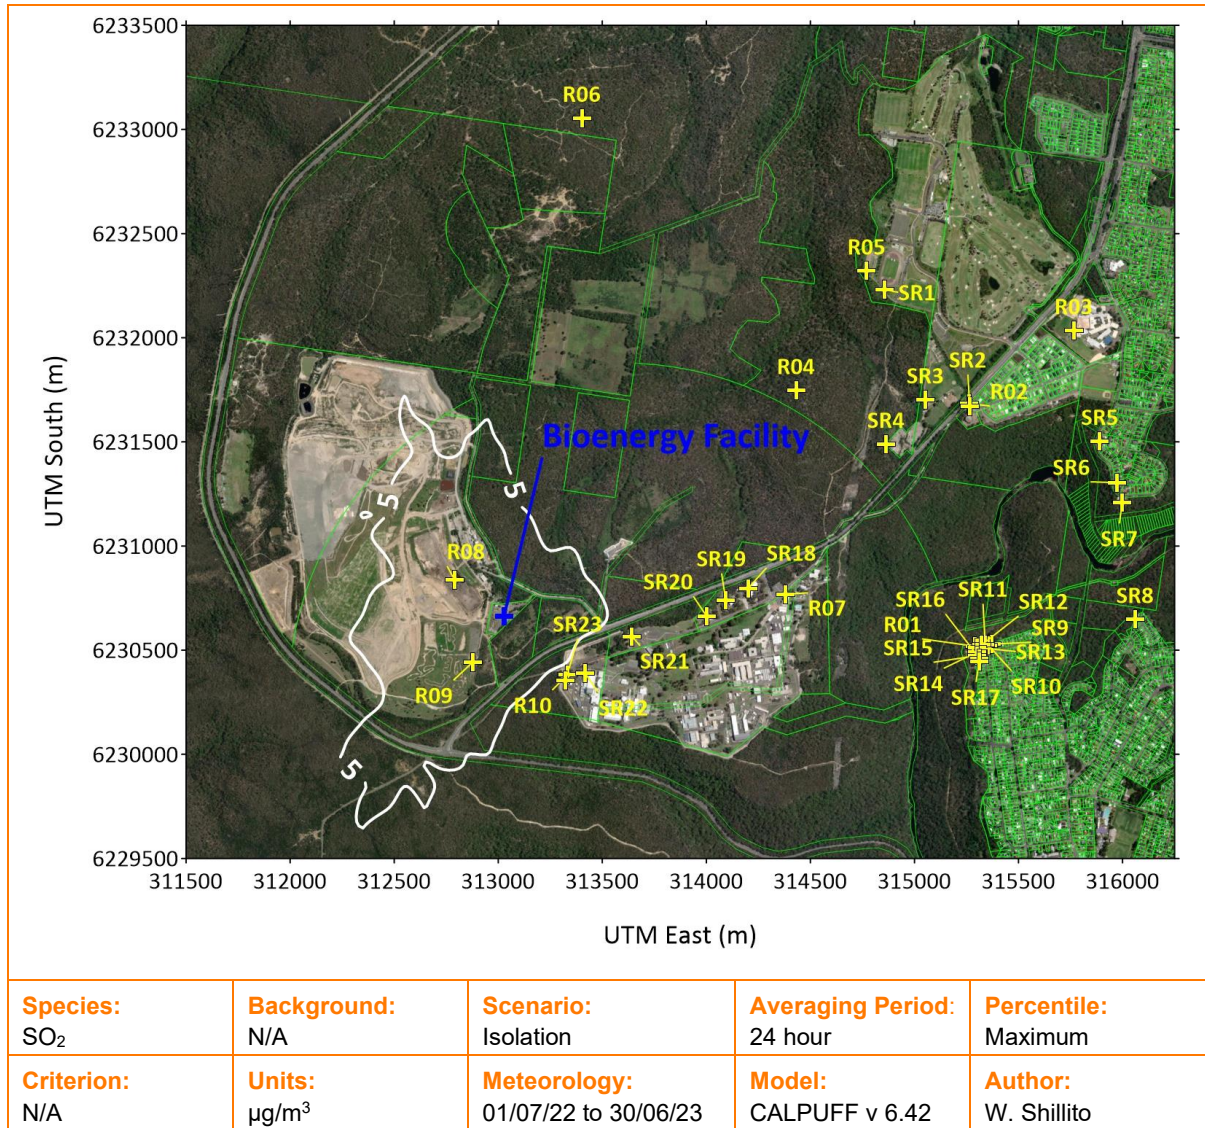 6233500
6233000
6232500
6232000
6231500
6231000
6230500
6230000
6229500
UTM South (m)
R06
R05
SR1
R03
R04
SR2
SR3
R02
SR4
SR5
Bioenergy Facility
SR6
SR7
5
5
R08
SR19
SR18
SR20
R07
SR11
SR16
SR12
SR8
R01
SR9
SR15
SR13
SR23
SR21
SR14
SR10
SR17
R09
R10
SR22
5
311500 312000 312500 313000 313500 314000 314500 315000 315500 316000
UTM East (m)
Species: Background: Scenario: Averaging Period: Percentile:
SO₂ N/A Isolation 24 hour Maximum
Criterion: Units: Meteorology: Model: Author:
N/A µg/m³ 01/07/22 to 30/06/23 CALPUFF v 6.42 W. Shillito